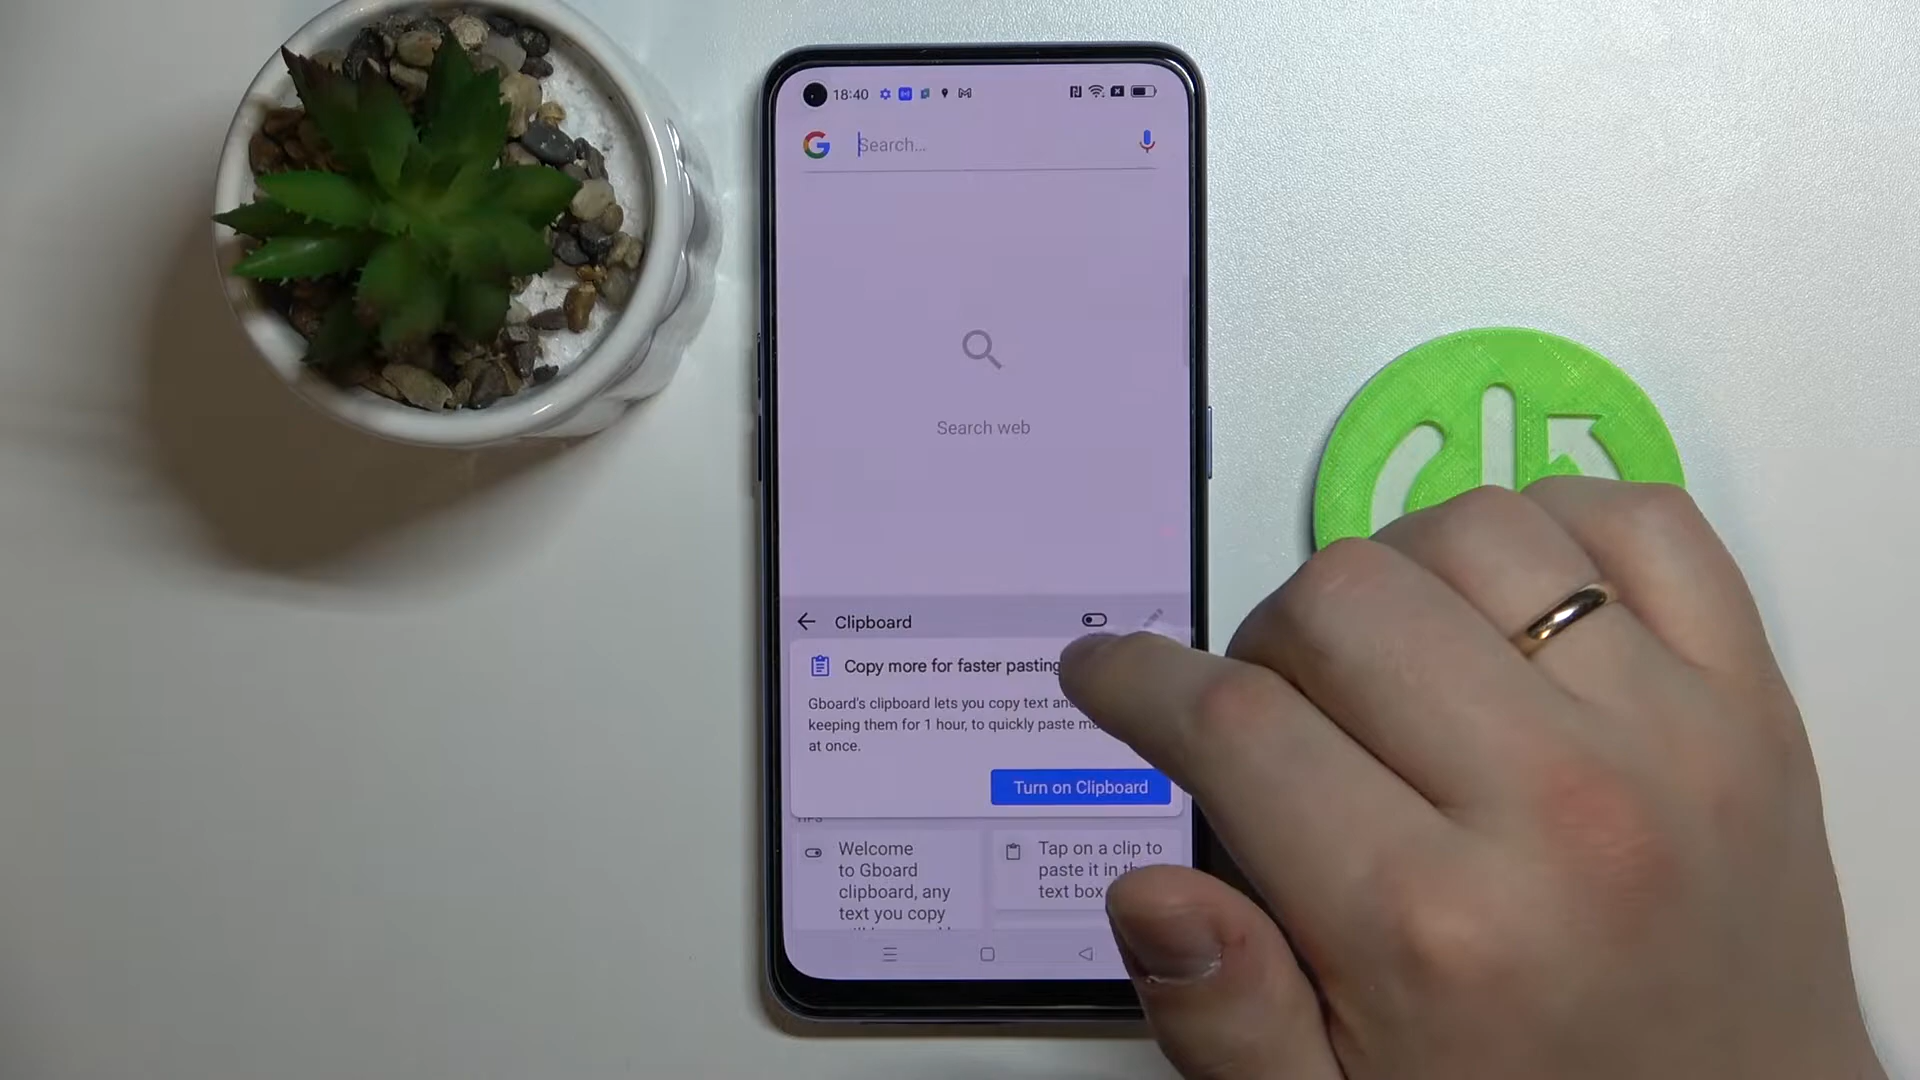 18:40
Search...
Search web
Clipboard
Copy more for faster pasting
Gboard's clipboard lets you copy text
keeping them for 1 hour, to quickly paste
at once.
Turn on Clipboard
Welcome
to Gboard
clipboard, any
text you copy
Tap on a clip to
paste it in
text box